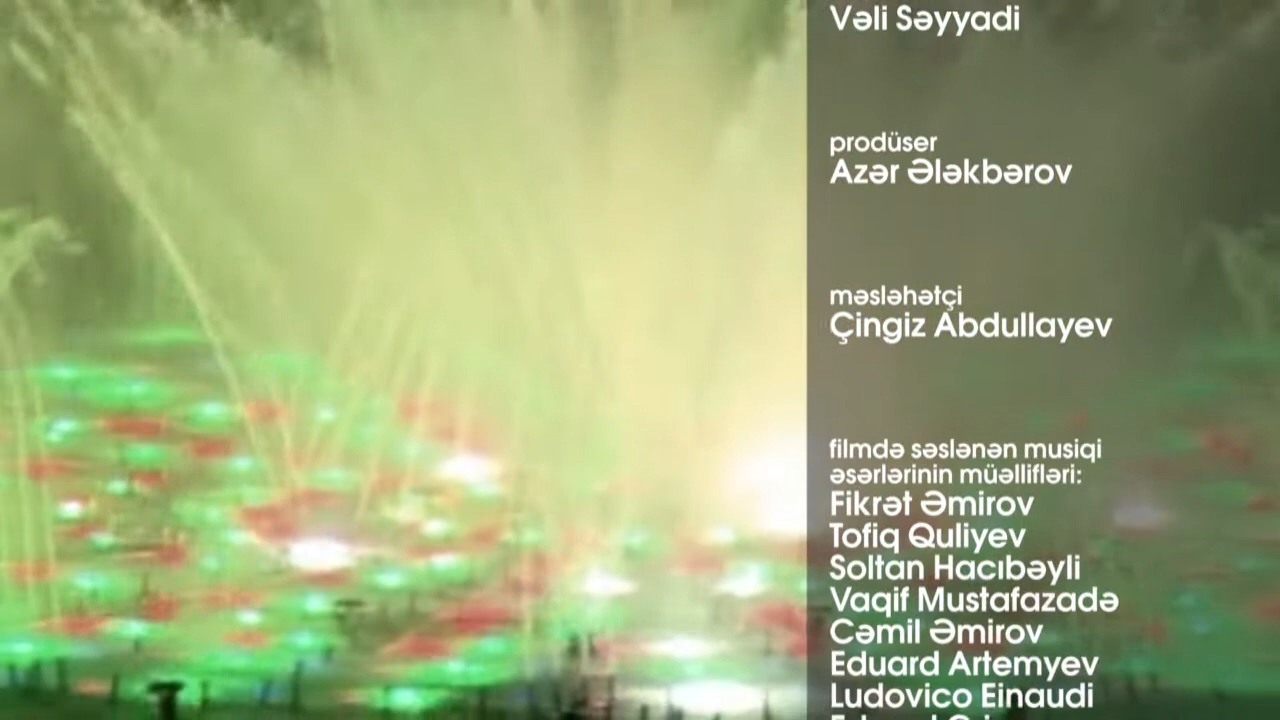 Vəli Səyyadi
prodüser
Azər Ələkbərov
məsləhətçi
Çingiz Abdullayev
filmdə səslənən musiqi
əsərlərinin müəllifləri:
Fikrət Əmirov
Tofiq Quliyev
Soltan Hacıbəyli
Vaqif Mustafazadə
Cəmil Əmirov
Eduard Artemyev
Ludovico Einaudi